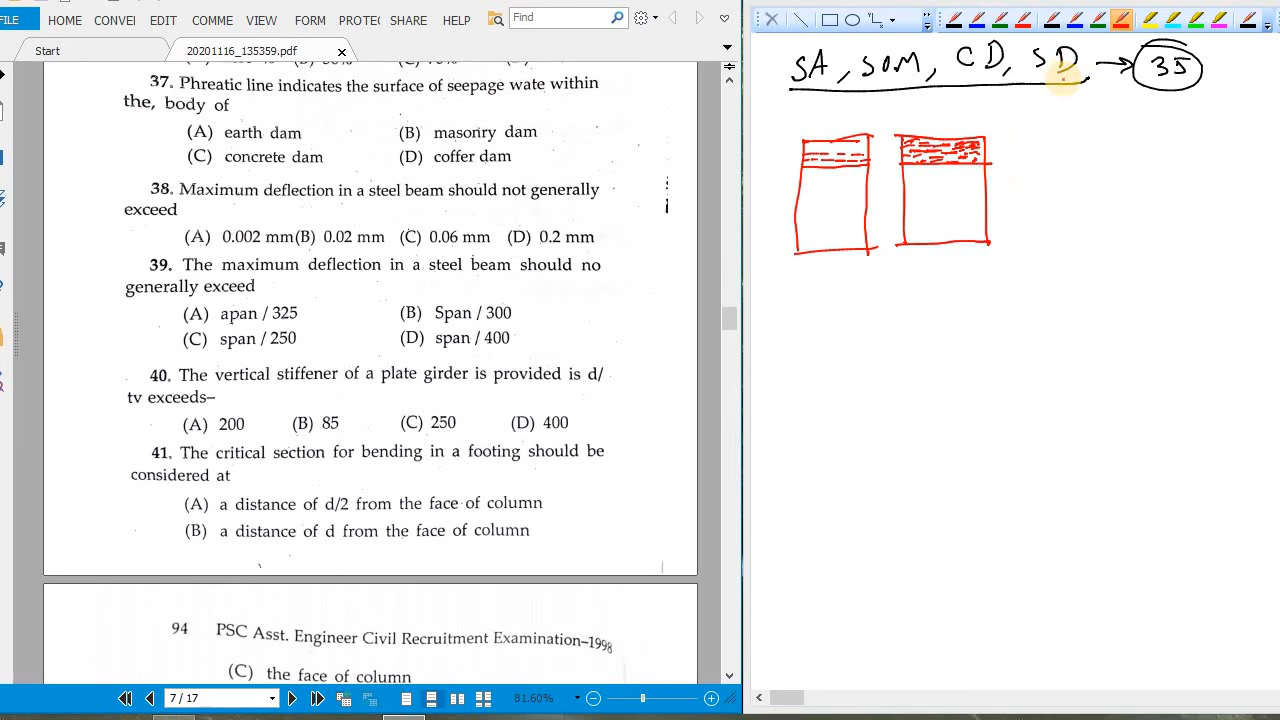 FILE HOME CONVEI EDIT COMME VIEW FORM PROTEI SHARE HELP Find
Start 20201116_135359.pdf
37. Phreatic line indicates the surface of seepage wate within
the, body of
(A) earth dam (B) masonry dam
(C) concrete dam (D) coffer dam
38. Maximum deflection in a steel beam should not generally
exceed
(A) 0.002 mm(B) 0.02 mm (C) 0.06 mm (D) 0.2 mm
39. The maximum deflection in a steel beam should no
generally exceed
(A) apan / 325 (B) Span / 300
(C) span / 250 (D) span / 400
40. The vertical stiffener of a plate girder is provided is d/
tv exceeds–
(A) 200 (B) 85 (C) 250 (D) 400
41. The critical section for bending in a footing should be
considered at
(A) a distance of d/2 from the face of column
(B) a distance of d from the face of column
94 PSC Asst. Engineer Civil Recruitment Examination–1998
(C) the face of column
7 / 17 81.60%
SA, SOM, CD, SD → 35